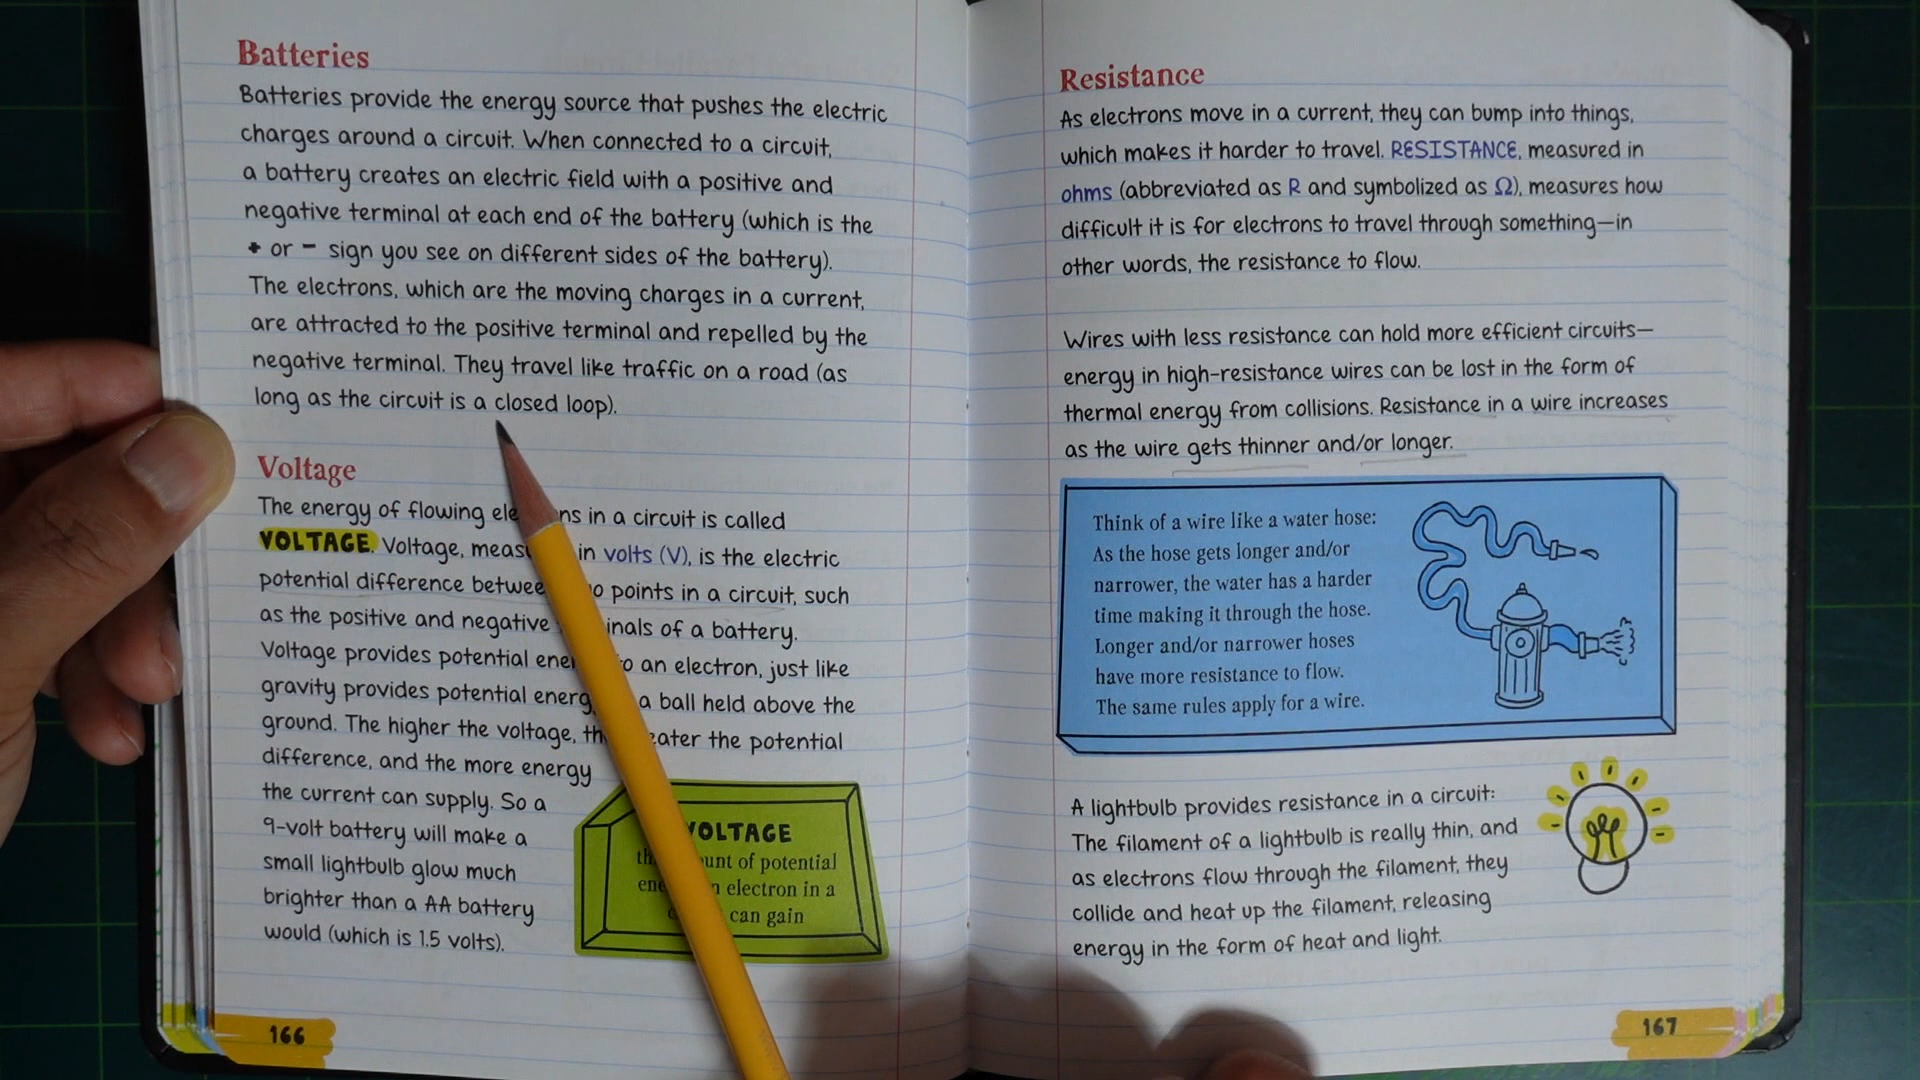 Batteries
Batteries provide the energy source that pushes the electric
charges around a circuit. When connected to a circuit,
a battery creates an electric field with a positive and
negative terminal at each end of the battery (which is the
+ or − sign you see on different sides of the battery).
The electrons, which are the moving charges in a current,
are attracted to the positive terminal and repelled by the
negative terminal. They travel like traffic on a road (as
long as the circuit is a closed loop).
Voltage
The energy of flowing ns in a circuit is called
VOLTAGE. Voltage, in volts (V), is the electric
potential difference points in a circuit, such
as the positive and negative of a battery.
Voltage provides potential an electron, just like
gravity provides potential a ball held above the
ground. The higher the voltage, the potential
difference, and the more energy
the current can supply. So a
9-volt battery will make a
small lightbulb glow much
brighter than a AA battery
would (which is 1.5 volts).
VOLTAGE
of potential
electron in a
can gain
166
Resistance
As electrons move in a current, they can bump into things,
which makes it harder to travel. RESISTANCE, measured in
ohms (abbreviated as R and symbolized as Ω), measures how
difficult it is for electrons to travel through something—in
other words, the resistance to flow.
Wires with less resistance can hold more efficient circuits—
energy in high-resistance wires can be lost in the form of
thermal energy from collisions. Resistance in a wire increases
as the wire gets thinner and/or longer.
Think of a wire like a water hose:
As the hose gets longer and/or
narrower, the water has a harder
time making it through the hose.
Longer and/or narrower hoses
have more resistance to flow.
The same rules apply for a wire.
A lightbulb provides resistance in a circuit:
The filament of a lightbulb is really thin, and
as electrons flow through the filament, they
collide and heat up the filament, releasing
energy in the form of heat and light.
167